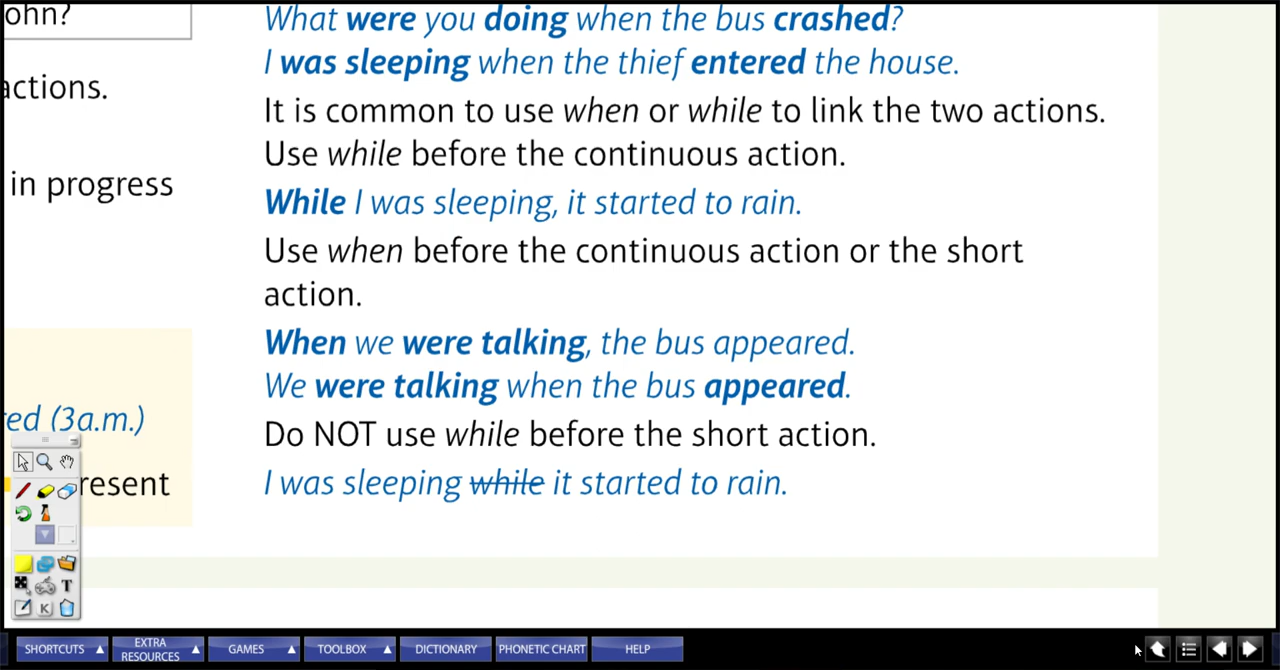 ohn?
actions.
in progress
ed (3a.m.)
resent
What were you doing when the bus crashed?
I was sleeping when the thief entered the house.
It is common to use when or while to link the two actions.
Use while before the continuous action.
While I was sleeping, it started to rain.
Use when before the continuous action or the short
action.
When we were talking, the bus appeared.
We were talking when the bus appeared.
Do NOT use while before the short action.
I was sleeping while it started to rain.
T
K
SHORTCUTS
EXTRA
RESOURCES
GAMES
TOOLBOX
DICTIONARY
PHONETIC CHART
HELP